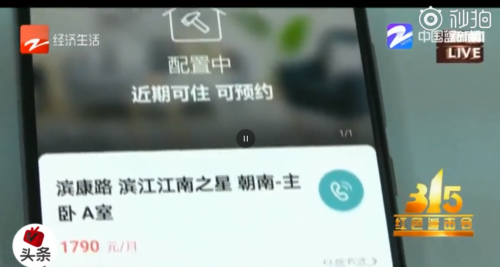 经济生活
秒拍
中国蓝新闻
LIVE
配置中
近期可住 可预约
1/1
滨康路 滨江江南之星 朝南-主
卧 A室
1790 元/月
315
头条